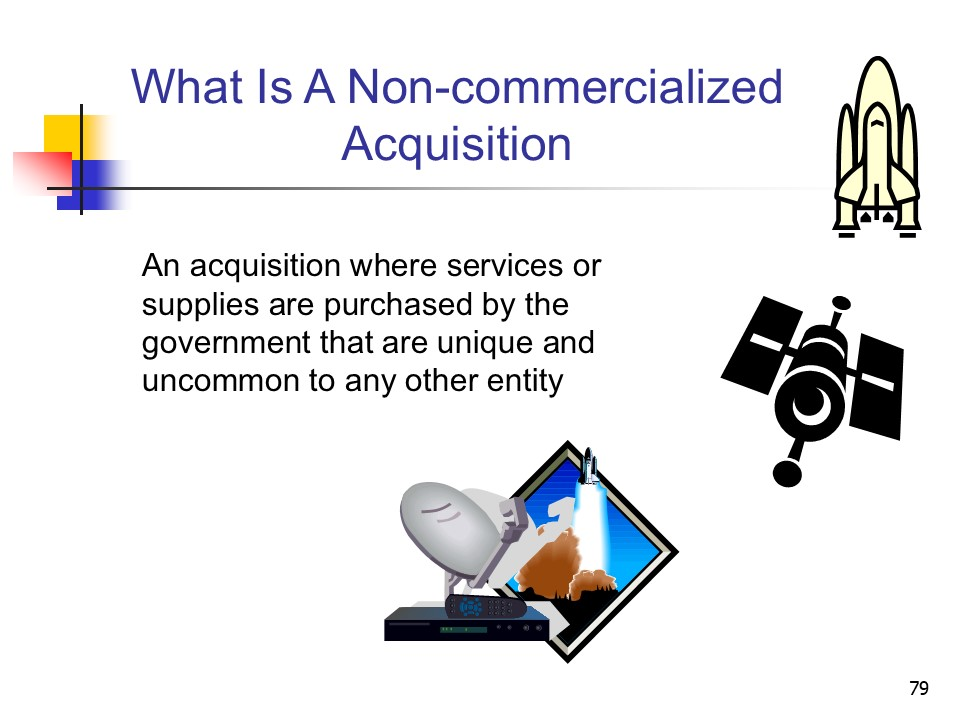 What Is A Non-commercialized
Acquisition
An acquisition where services or
supplies are purchased by the
government that are unique and
uncommon to any other entity
79